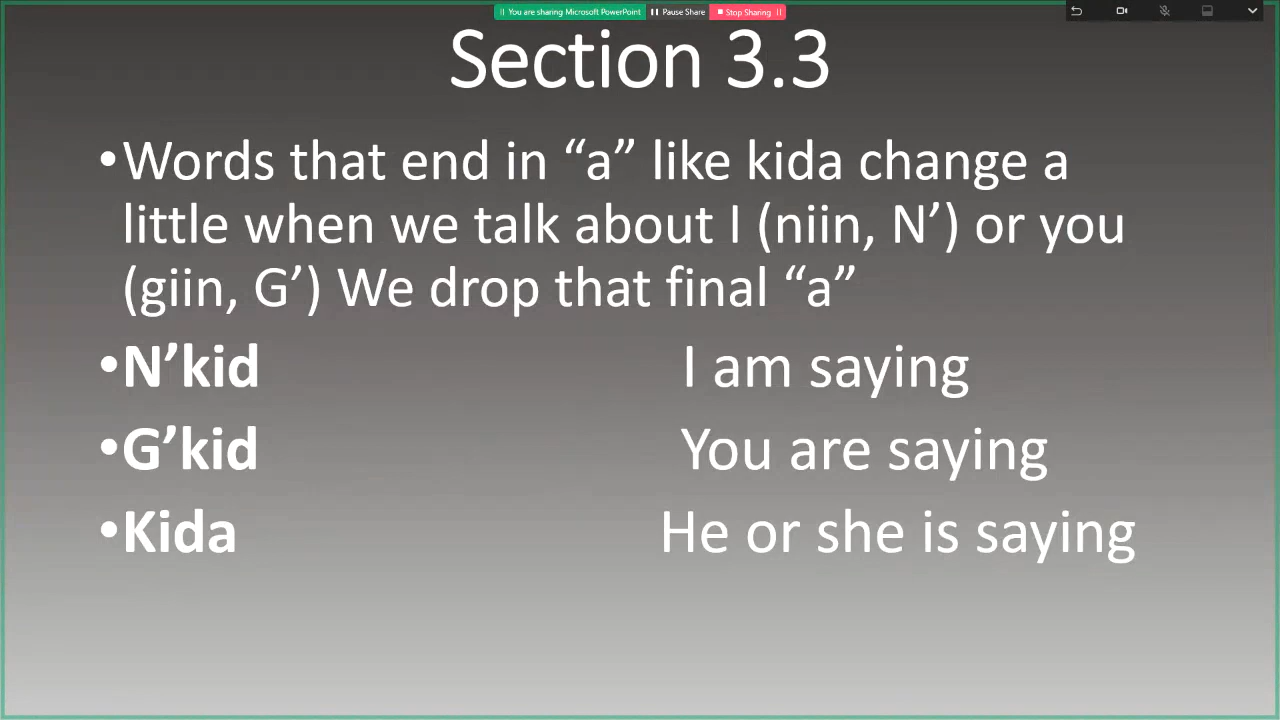 You are sharing Microsoft PowerPoint Pause Share Stop Sharing
Section 3.3
•Words that end in “a” like kida change a
little when we talk about I (niin, N’) or you
(giin, G’) We drop that final “a”
•N’kid I am saying
•G’kid You are saying
•Kida He or she is saying